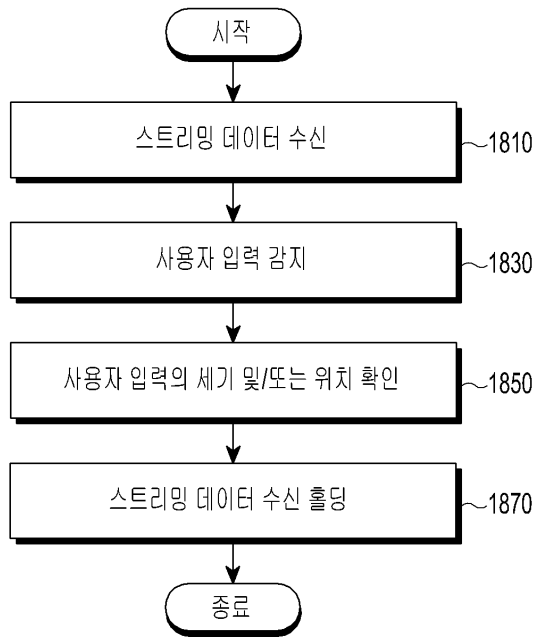 시작
스트리밍 데이터 수신
1810
사용자 입력 감지
1830
사용자 입력의 세기 및/또는 위치 확인
1850
스트리밍 데이터 수신 홀딩
1870
종료